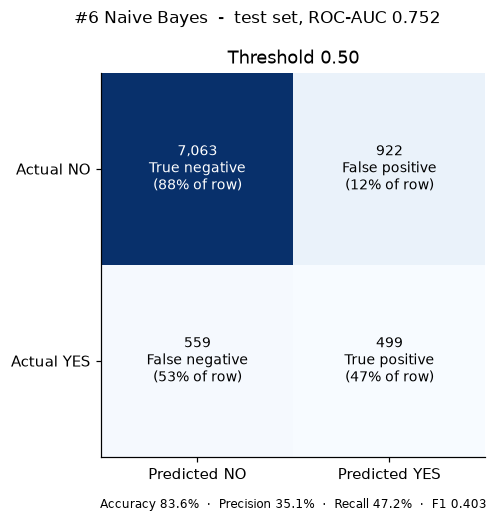 #6 Naive Bayes  -  test set, ROC-AUC 0.752
Threshold 0.50
Actual NO
7,063
True negative
(88% of row)
922
False positive
(12% of row)
Actual YES
559
False negative
(53% of row)
499
True positive
(47% of row)
Predicted NO
Predicted YES
Accuracy 83.6%  ·  Precision 35.1%  ·  Recall 47.2%  ·  F1 0.403